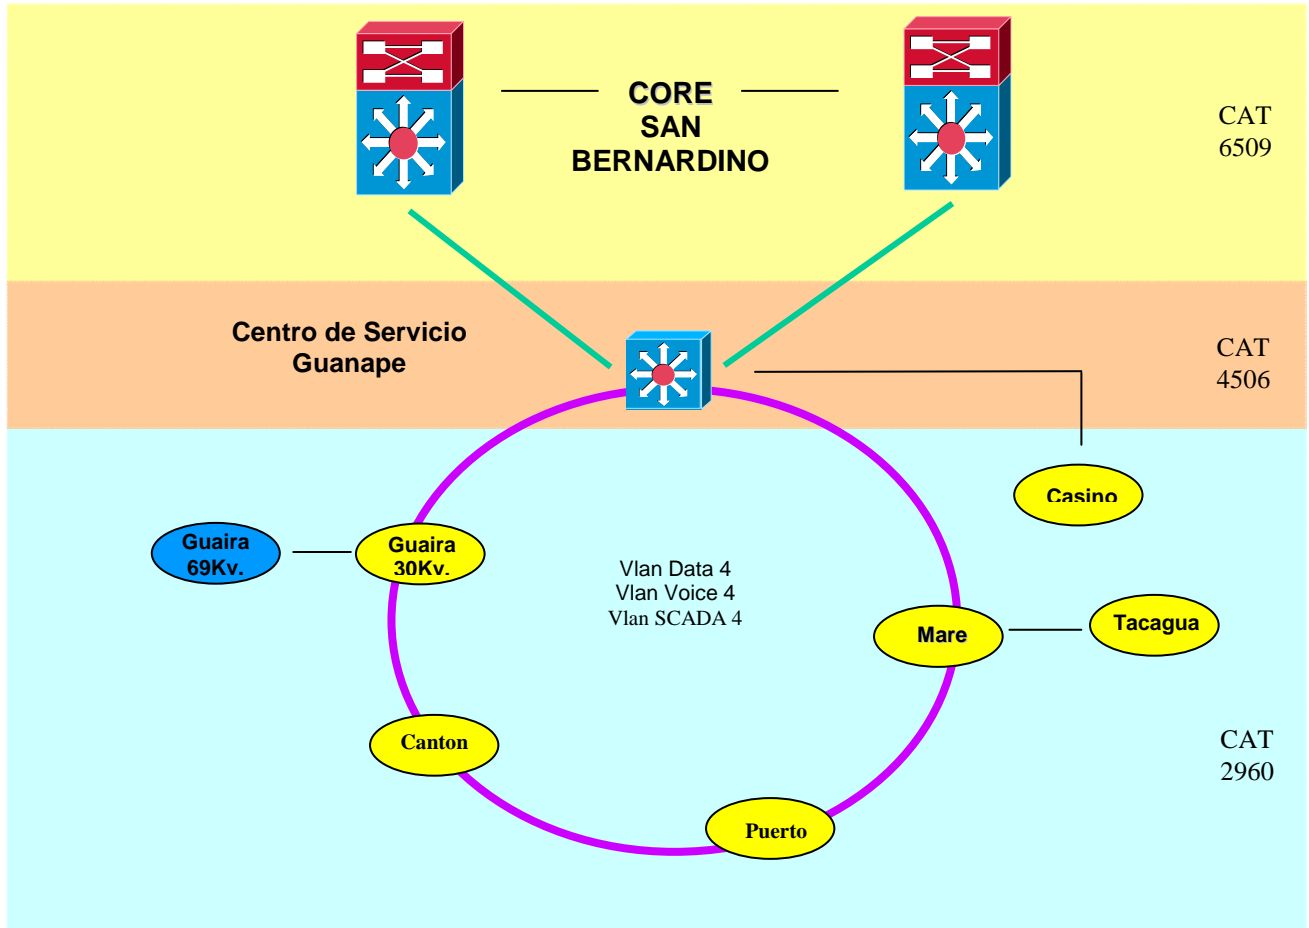 CORE
SAN
BERNARDINO
CAT
6509
Centro de Servicio
Guanape
CAT
4506
Casino
Guaira
69Kv.
Guaira
30Kv.
Vlan Data 4
Vlan Voice 4
Vlan SCADA 4
Mare
Tacagua
Canton
CAT
2960
Puerto